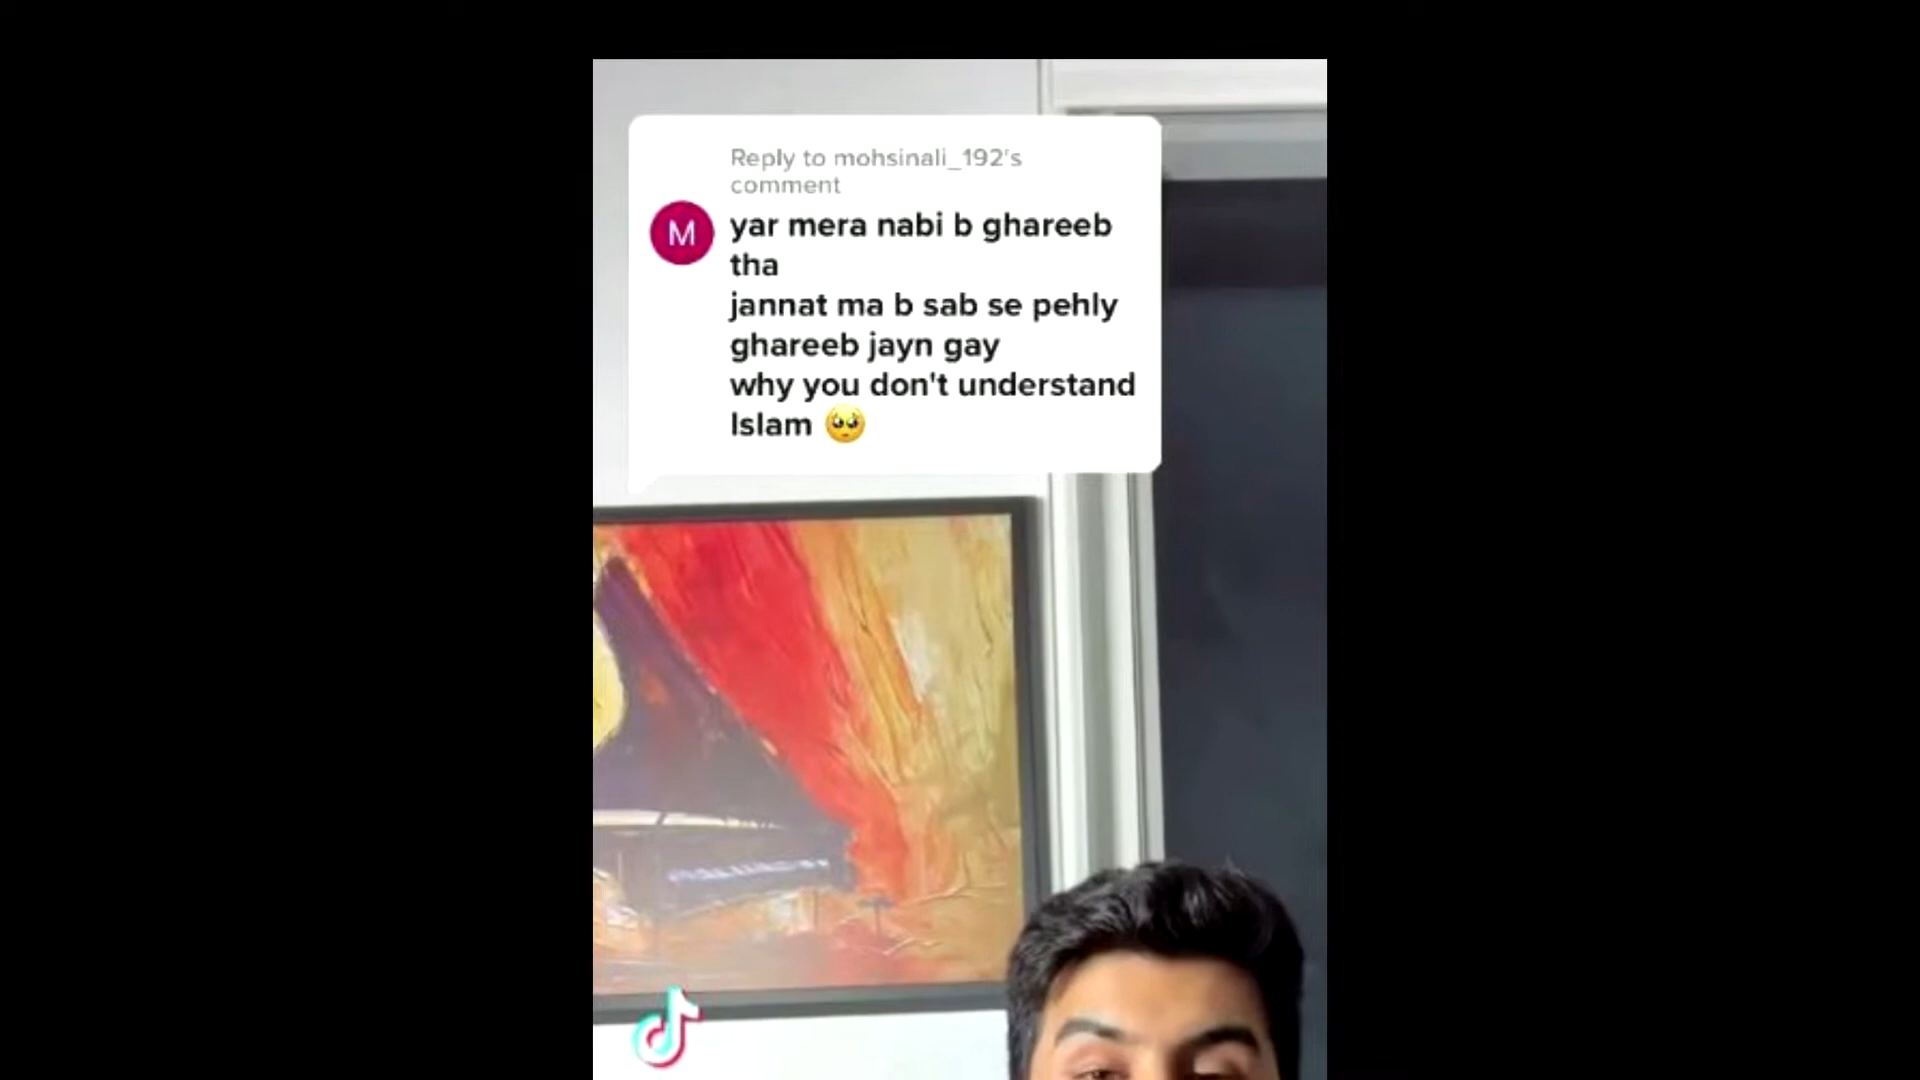 Reply to mohsinali_192's
comment
M
yar mera nabi b ghareeb
tha
jannat ma b sab se pehly
ghareeb jayn gay
why you don't understand
Islam 🥺